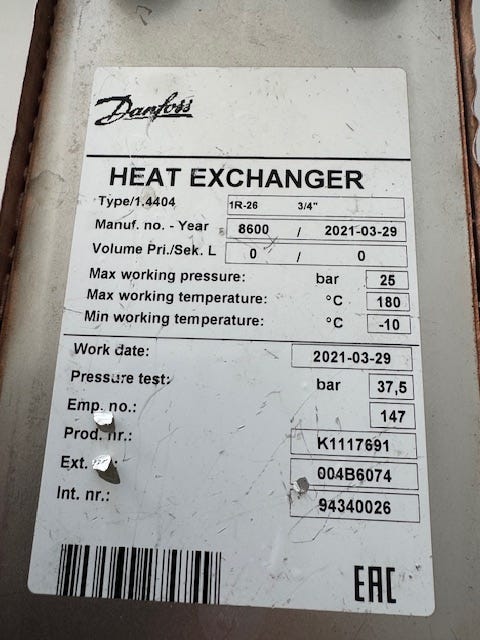 Danfoss
HEAT EXCHANGER
Type/1.4404 1R-26 3/4"
Manuf. no. - Year 8600 / 2021-03-29
Volume Pri./Sek. L 0 / 0
Max working pressure: bar 25
Max working temperature: °C 180
Min working temperature: °C -10
Work date: 2021-03-29
Pressure test: bar 37,5
Emp. no.: 147
Prod. nr.: K1117691
Ext. 004B6074
Int. nr.: 94340026
EAC